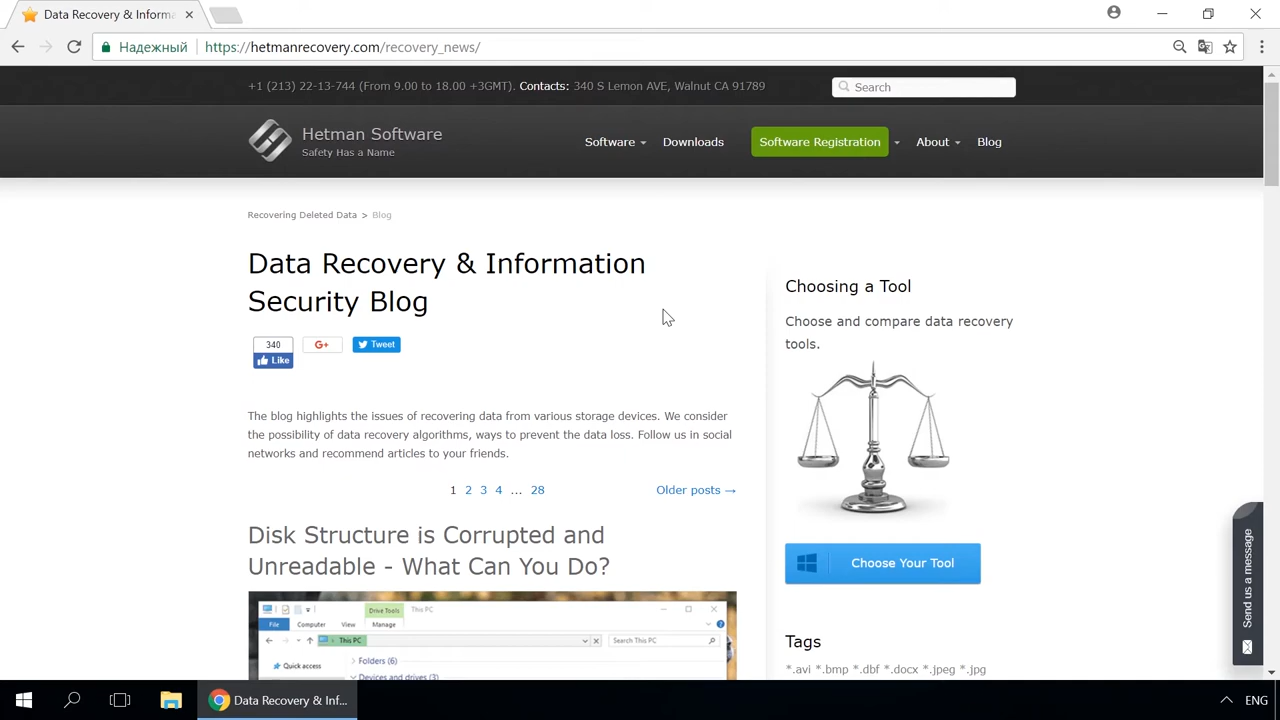 Data Recovery & Informa
Надежный
https://hetmanrecovery.com/recovery_news/
+1 (213) 22-13-744 (From 9.00 to 18.00 +3GMT). Contacts: 340 S Lemon AVE, Walnut CA 91789
Search
Hetman Software
Safety Has a Name
Software
Downloads
Software Registration
About
Blog
Recovering Deleted Data > Blog
Data Recovery & Information
Security Blog
340
Like
G+
Tweet
Choosing a Tool
Choose and compare data recovery
tools.
The blog highlights the issues of recovering data from various storage devices. We consider
the possibility of data recovery algorithms, ways to prevent the data loss. Follow us in social
networks and recommend articles to your friends.
1 2 3 4 ... 28
Older posts →
Disk Structure is Corrupted and
Unreadable - What Can You Do?
Choose Your Tool
Send us a message
Drive Tools
This PC
File
Computer
View
Manage
This PC
Search This PC
Quick access
Folders (6)
Devices and drives (3)
Tags
*.avi *.bmp *.dbf *.docx *.jpeg *.jpg
Data Recovery & Inf...
ENG